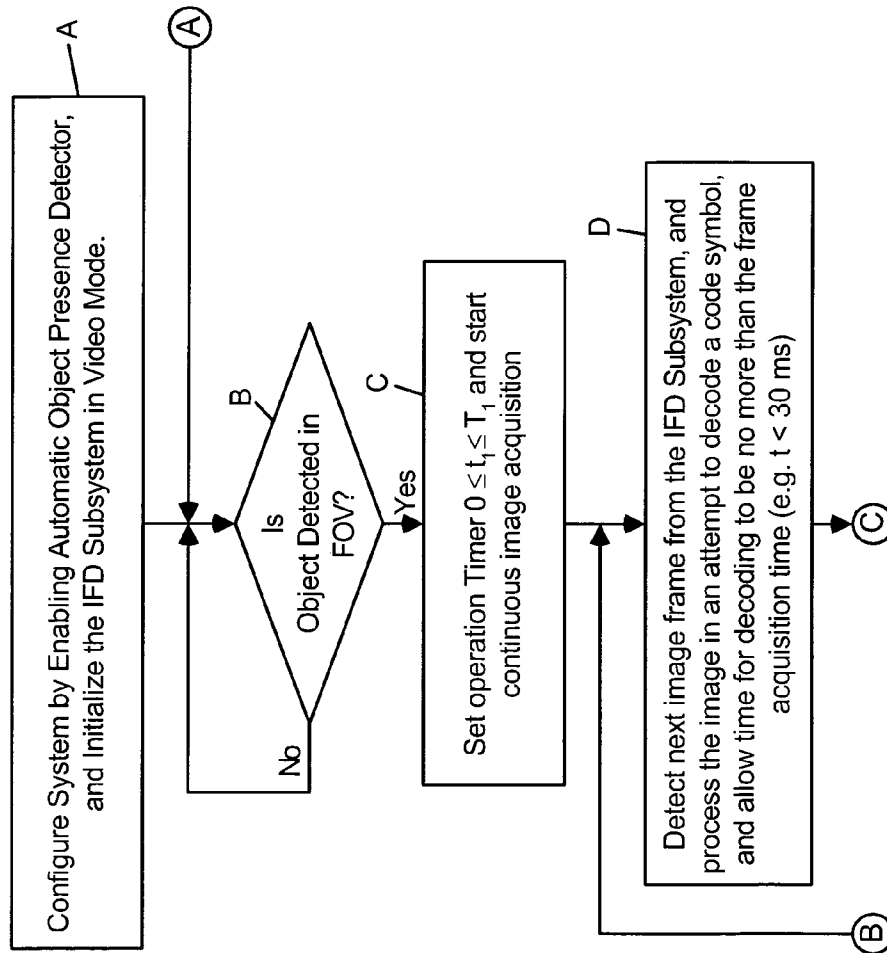 Configure System by Enabling Automatic Object Presence Detector,
and Initialize the IFD Subsystem in Video Mode.
A
A
Is
Object Detected in
FOV?
B
No
Yes
Set operation Timer 0 ≤ t₁ ≤ T₁ and start
continuous image acquisition
C
B
Detect next image frame from the IFD Subsystem, and
process the image in an attempt to decode a code symbol,
and allow time for decoding to be no more than the frame
acquisition time (e.g. t < 30 ms)
D
C